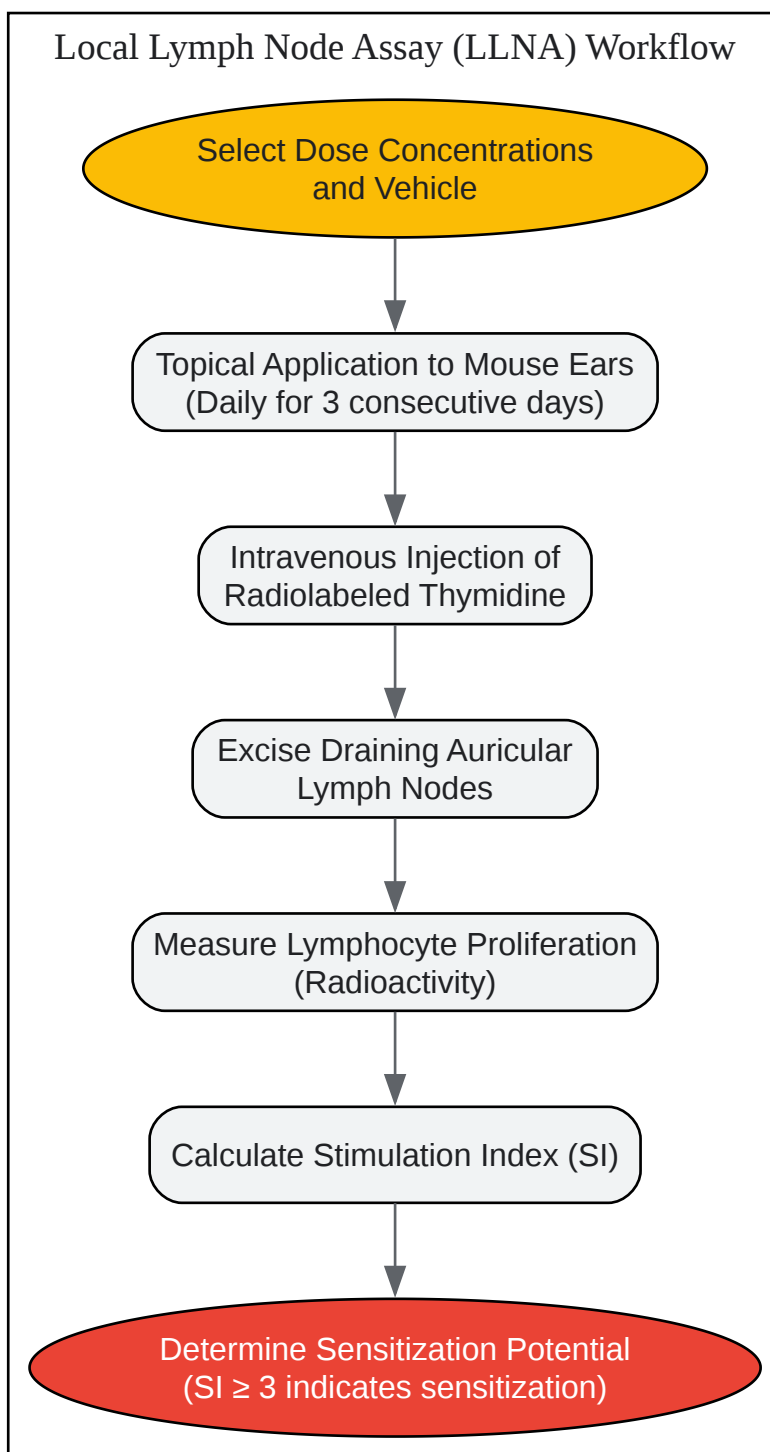 Local Lymph Node Assay (LLNA) Workflow
Select Dose Concentrations
and Vehicle
Topical Application to Mouse Ears
(Daily for 3 consecutive days)
Intravenous Injection of
Radiolabeled Thymidine
Excise Draining Auricular
Lymph Nodes
Measure Lymphocyte Proliferation
(Radioactivity)
Calculate Stimulation Index (SI)
Determine Sensitization Potential
(SI ≥ 3 indicates sensitization)